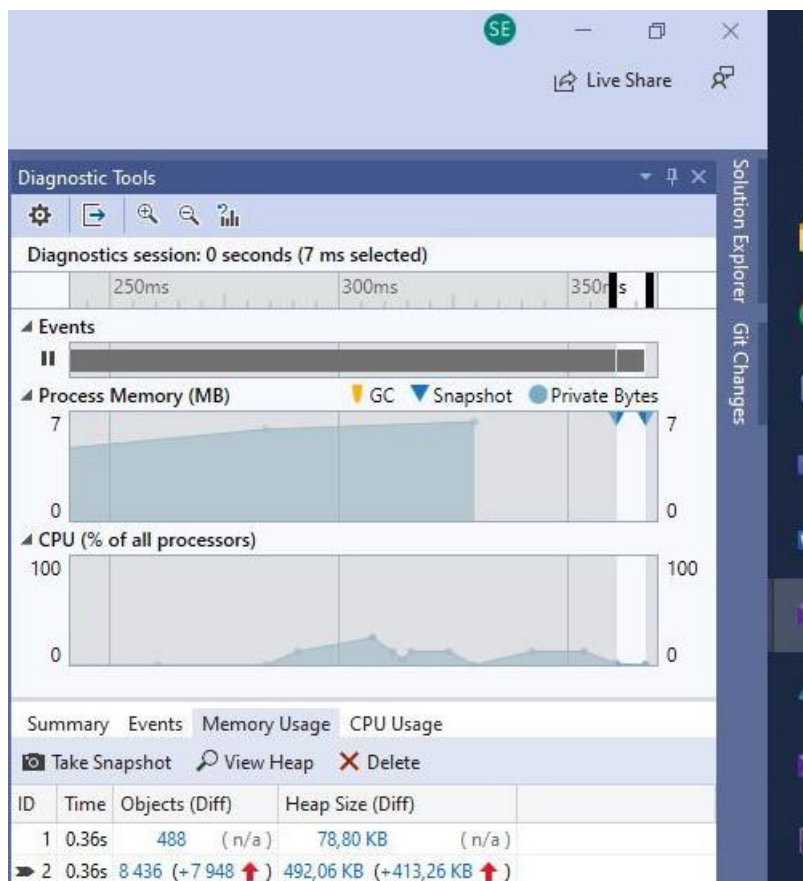 SE
Live Share
Diagnostic Tools
Diagnostics session: 0 seconds (7 ms selected)
250ms 300ms 350ms
Events
Process Memory (MB) GC Snapshot Private Bytes
7 7
0 0
CPU (% of all processors)
100 100
0 0
Summary Events Memory Usage CPU Usage
Take Snapshot View Heap Delete
ID Time Objects (Diff) Heap Size (Diff)
1 0.36s 488 (n/a) 78,80 KB (n/a)
2 0.36s 8 436 (+7 948 ↑) 492,06 KB (+413,26 KB ↑)
Solution Explorer
Git Changes